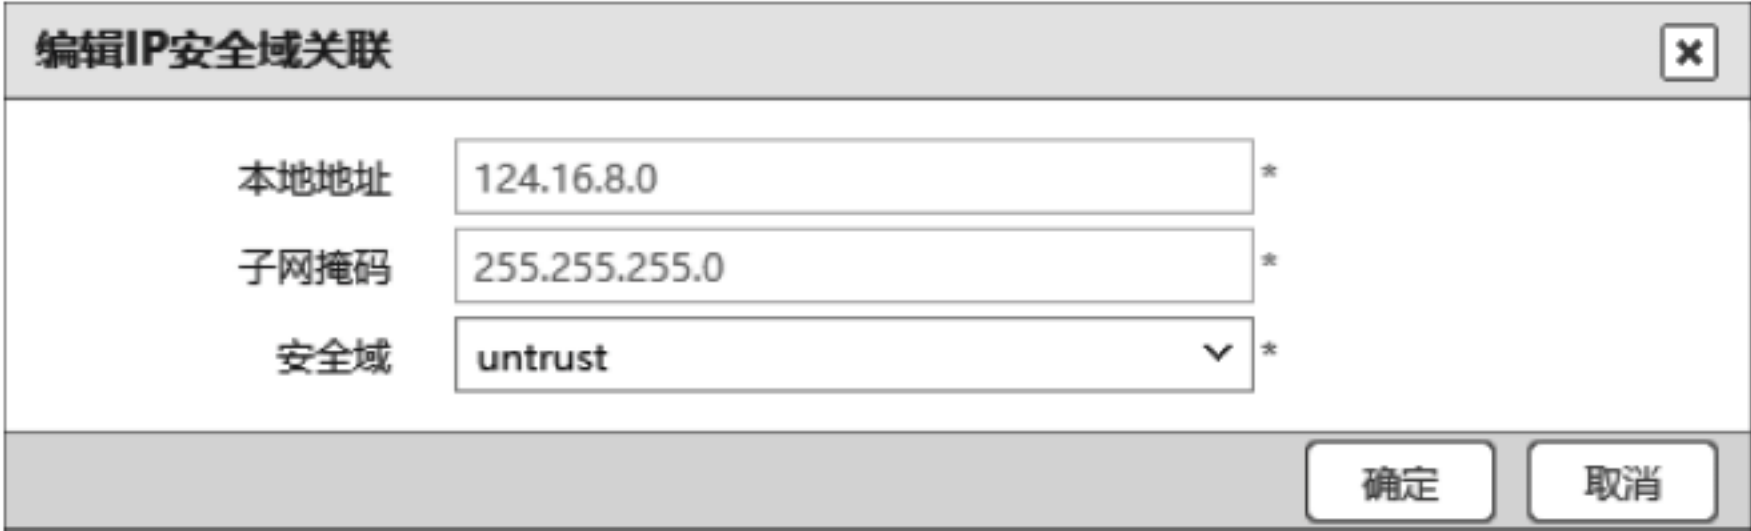 编辑IP安全域关联
本地地址 124.16.8.0 *
子网掩码 255.255.255.0 *
安全域 untrust *
确定 取消